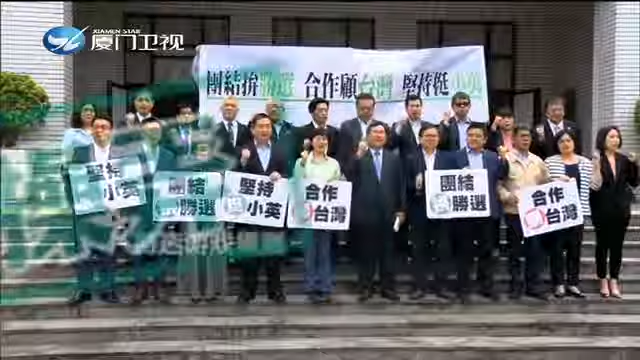 XIAMEN STAR
厦门卫视
團結拚勝選 合作顧台灣 堅持挺小英
堅持
小英
團結
勝選
堅持
挺小英
合作
台灣
團結
勝選
合作
顧台灣